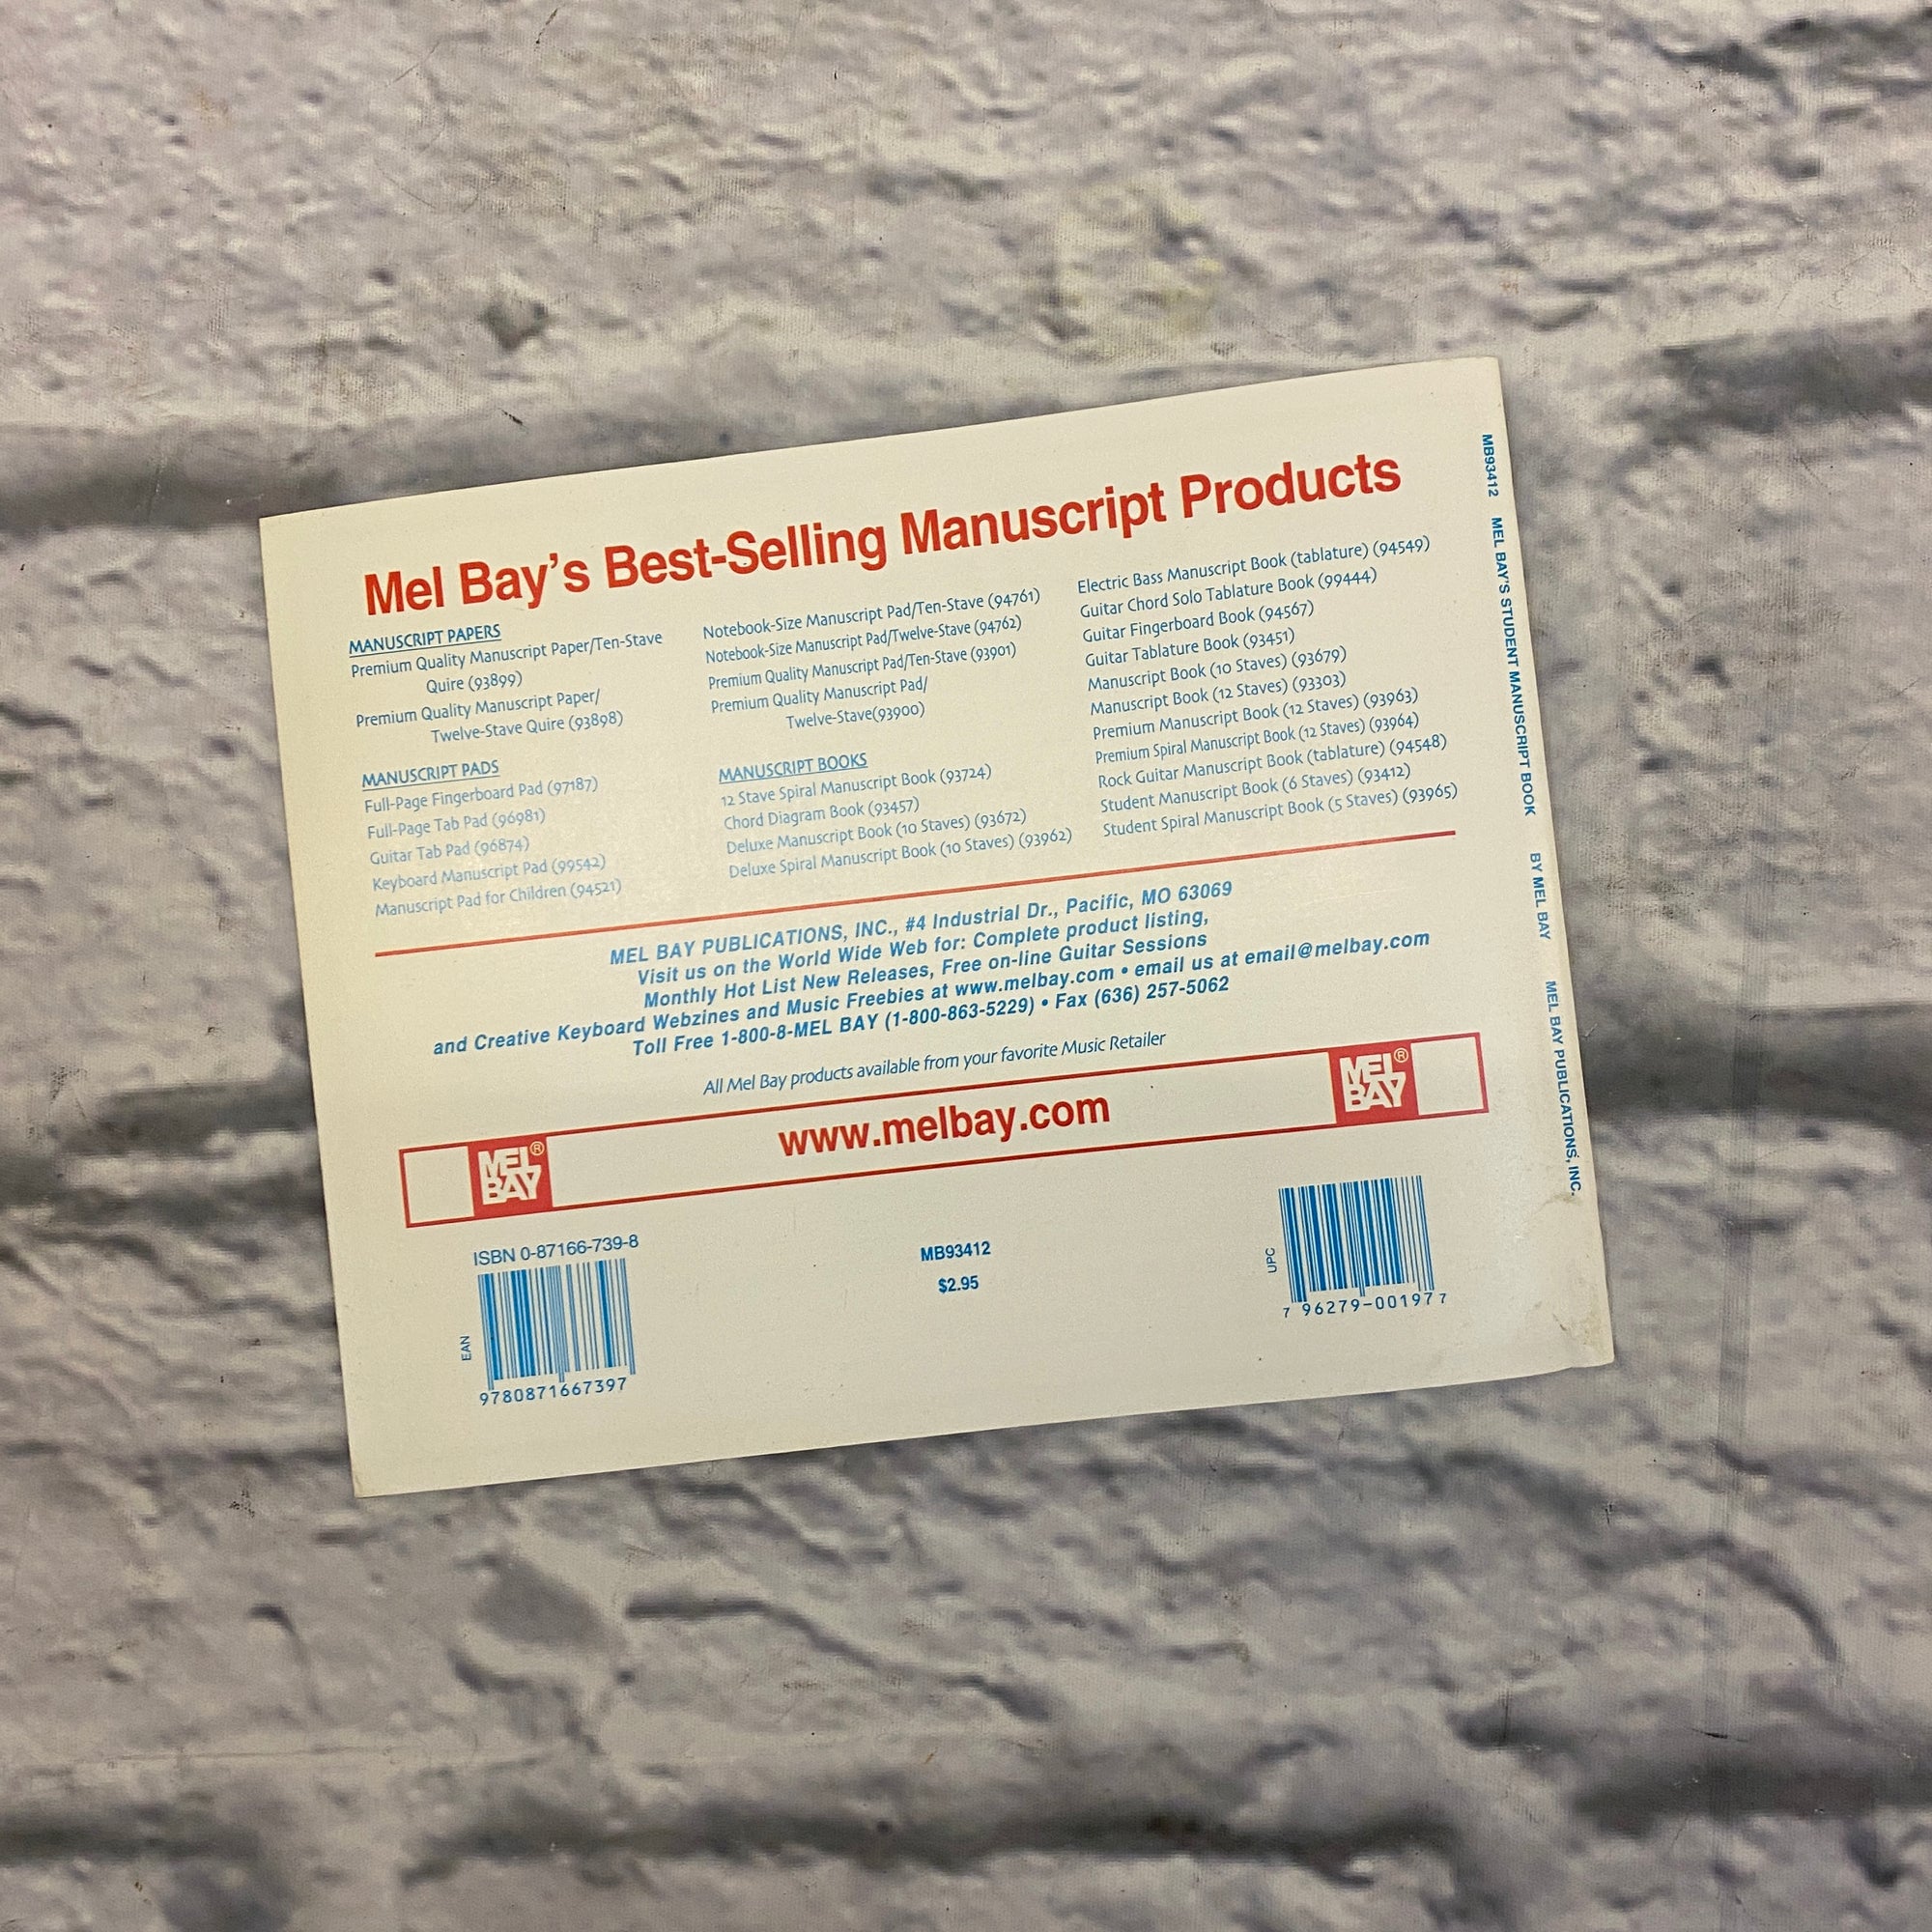 Mel Bay's Best-Selling Manuscript Products
MANUSCRIPT PAPERS
Premium Quality Manuscript Paper/Ten-Stave
Quire (93899)
Premium Quality Manuscript Paper/
Twelve-Stave Quire (93898)
MANUSCRIPT PADS
Full-Page Fingerboard Pad (97187)
Full-Page Tab Pad (96981)
Guitar Tab Pad (96874)
Keyboard Manuscript Pad (99542)
Manuscript Pad for Children (94521)
Notebook-Size Manuscript Pad/Ten-Stave (94761)
Notebook-Size Manuscript Pad/Twelve-Stave (94762)
Premium Quality Manuscript Pad/Ten-Stave (93901)
Premium Quality Manuscript Pad/
Twelve-Stave(93900)
MANUSCRIPT BOOKS
12 Stave Spiral Manuscript Book (93724)
Chord Diagram Book (93457)
Deluxe Manuscript Book (10 Staves) (93672)
Deluxe Spiral Manuscript Book (10 Staves) (93962)
Electric Bass Manuscript Book (tablature) (94549)
Guitar Chord Solo Tablature Book (99444)
Guitar Fingerboard Book (94567)
Guitar Tablature Book (93451)
Manuscript Book (10 Staves) (93679)
Manuscript Book (12 Staves) (93303)
Premium Manuscript Book (12 Staves) (93963)
Premium Spiral Manuscript Book (12 Staves) (93964)
Rock Guitar Manuscript Book (tablature) (94548)
Student Manuscript Book (6 Staves) (93412)
Student Spiral Manuscript Book (5 Staves) (93965)
MEL BAY PUBLICATIONS, INC., #4 Industrial Dr., Pacific, MO 63069
Visit us on the World Wide Web for: Complete product listing,
Monthly Hot List New Releases, Free on-line Guitar Sessions
and Creative Keyboard Webzines and Music Freebies at www.melbay.com • email us at email@melbay.com
Toll Free 1-800-8-MEL BAY (1-800-863-5229) • Fax (636) 257-5062
All Mel Bay products available from your favorite Music Retailer
MEL BAY®
www.melbay.com
MEL BAY®
ISBN 0-87166-739-8
EAN
9780871667397
MB93412
$2.95
UPC
7 96279-00197 7
MB93412 MEL BAY'S STUDENT MANUSCRIPT BOOK BY MEL BAY MEL BAY PUBLICATIONS, INC.